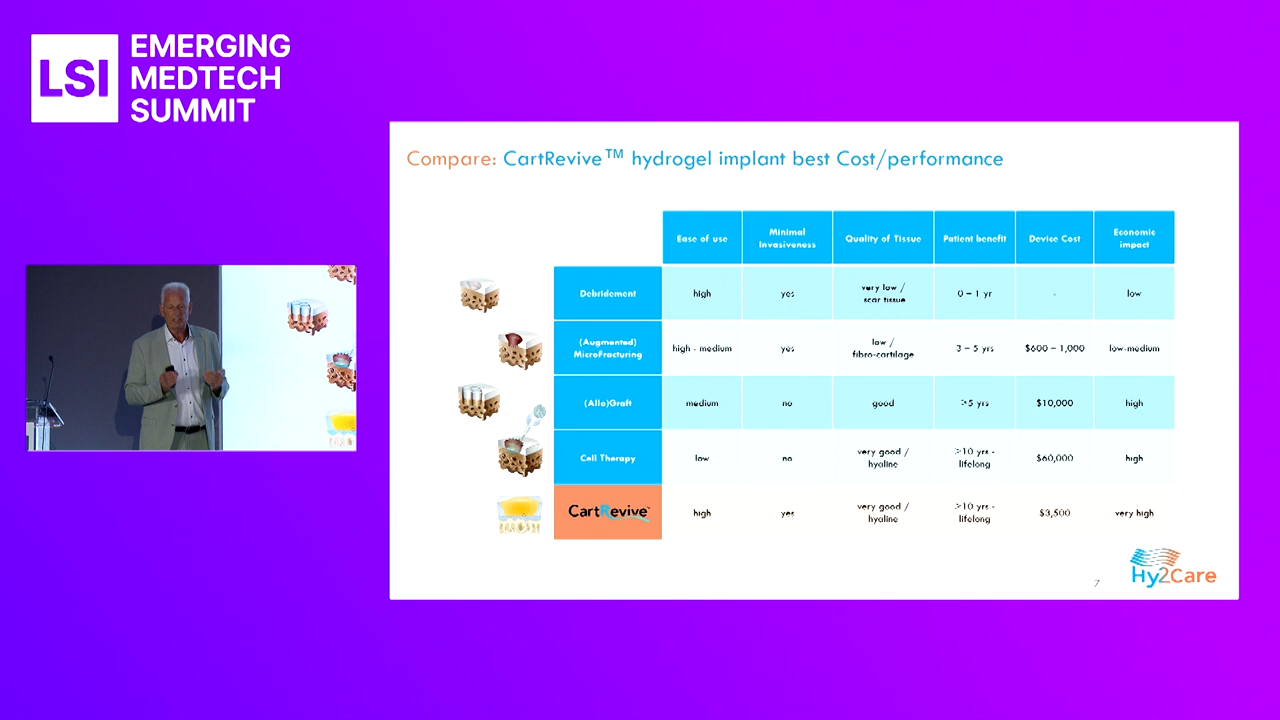 LSI
EMERGING
MEDTECH
SUMMIT
Compare: CartRevive™ hydrogel implant best Cost/performance
Ease of use
Minimal
Invasiveness
Quality of Tissue
Patient benefit
Device Cost
Economic
impact
Debridement
high
yes
very low /
scar tissue
0 – 1 yr
-
low
(Augmented)
MicroFracturing
high - medium
yes
low /
fibro-cartilage
3 – 5 yrs
$600 – 1,000
low-medium
(Allo)Graft
medium
no
good
>5 yrs
$10,000
high
Cell Therapy
low
no
very good /
hyaline
>10 yrs -
lifelong
$60,000
high
CartRevive™
high
yes
very good /
hyaline
>10 yrs -
lifelong
$3,500
very high
Hy2Care
7